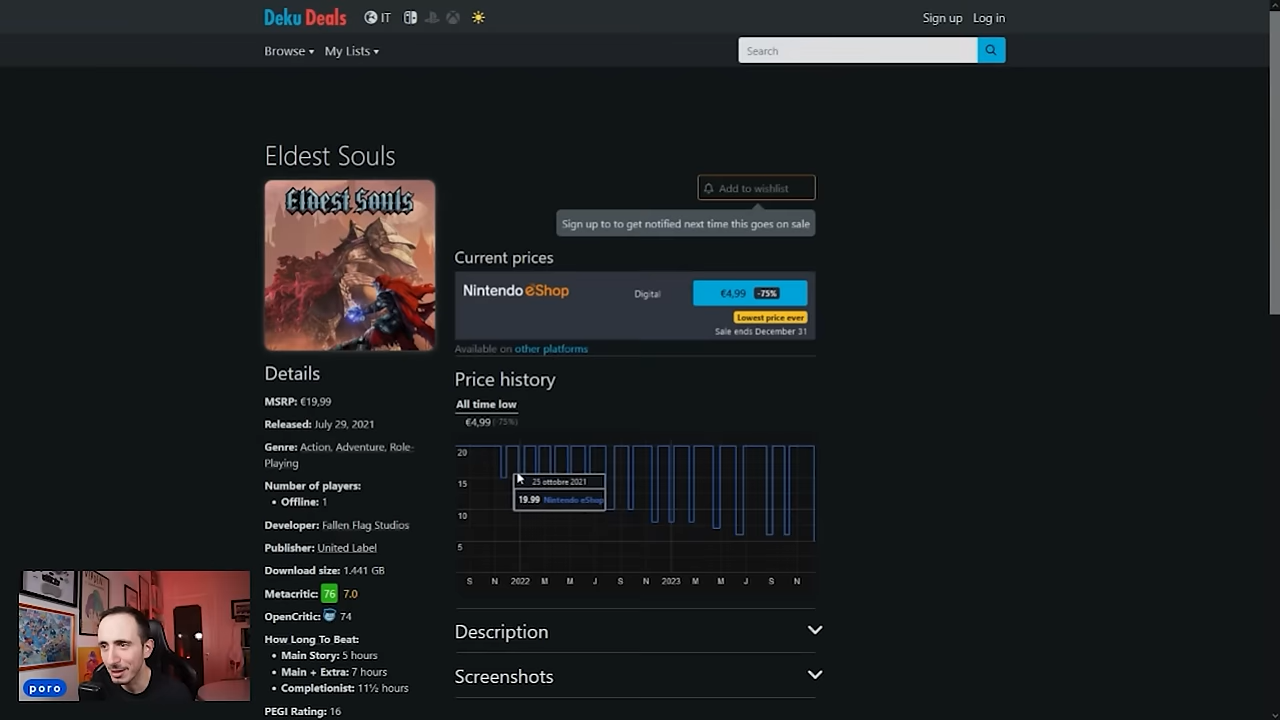 Deku Deals IT
Sign up Log in
Browse My Lists
Search
Eldest Souls
Eldest Souls
Add to wishlist
Sign up to to get notified next time this goes on sale
Current prices
Nintendo eShop Digital €4,99 -75%
Lowest price ever
Sale ends December 31
Available on other platforms
Details
MSRP: €19,99
Released: July 29, 2021
Genre: Action, Adventure, Role-
Playing
Number of players:
• Offline: 1
Developer: Fallen Flag Studios
Publisher: United Label
Download size: 1.441 GB
Metacritic: 76 7.0
OpenCritic: 74
How Long To Beat:
• Main Story: 5 hours
• Main + Extra: 7 hours
• Completionist: 11½ hours
PEGI Rating: 16
Price history
All time low
€4,99 (-75%)
20
15
10
5
25 ottobre 2021
19.99 Nintendo eShop
S N 2022 M M J S N 2023 M M J S N
Description
Screenshots
poro